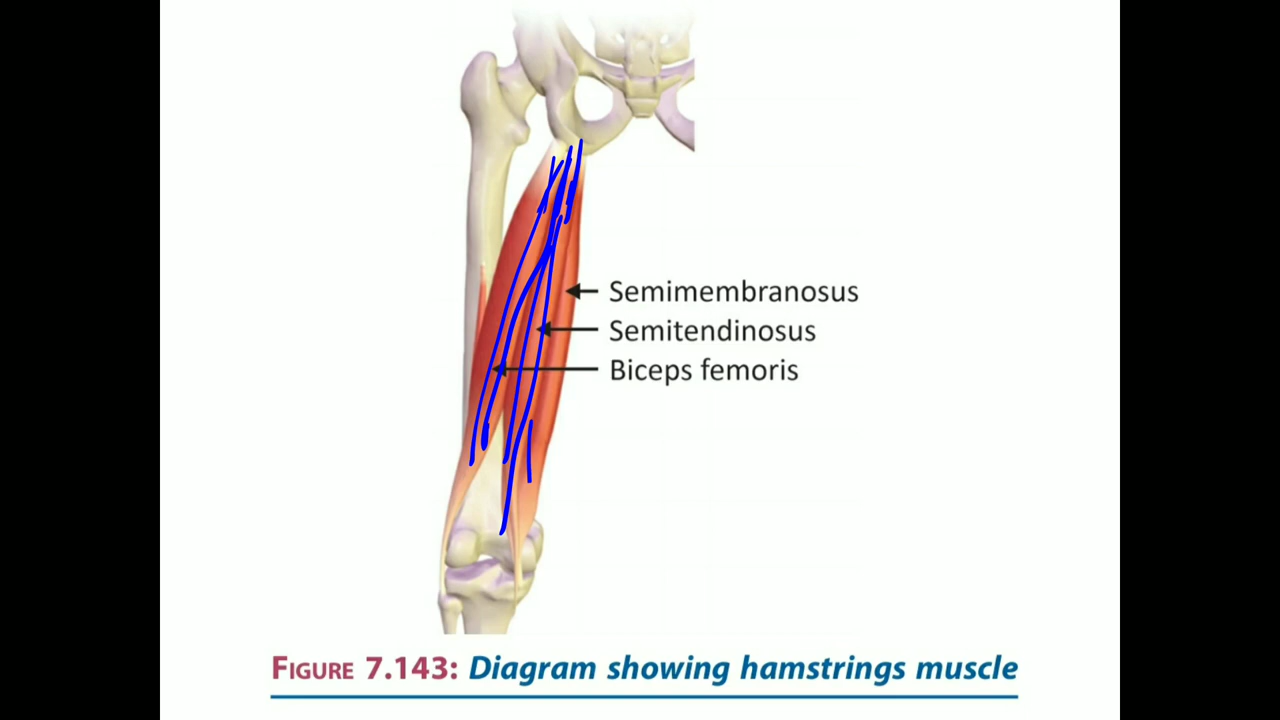 Semimembranosus
Semitendinosus
Biceps femoris
FIGURE 7.143: Diagram showing hamstrings muscle